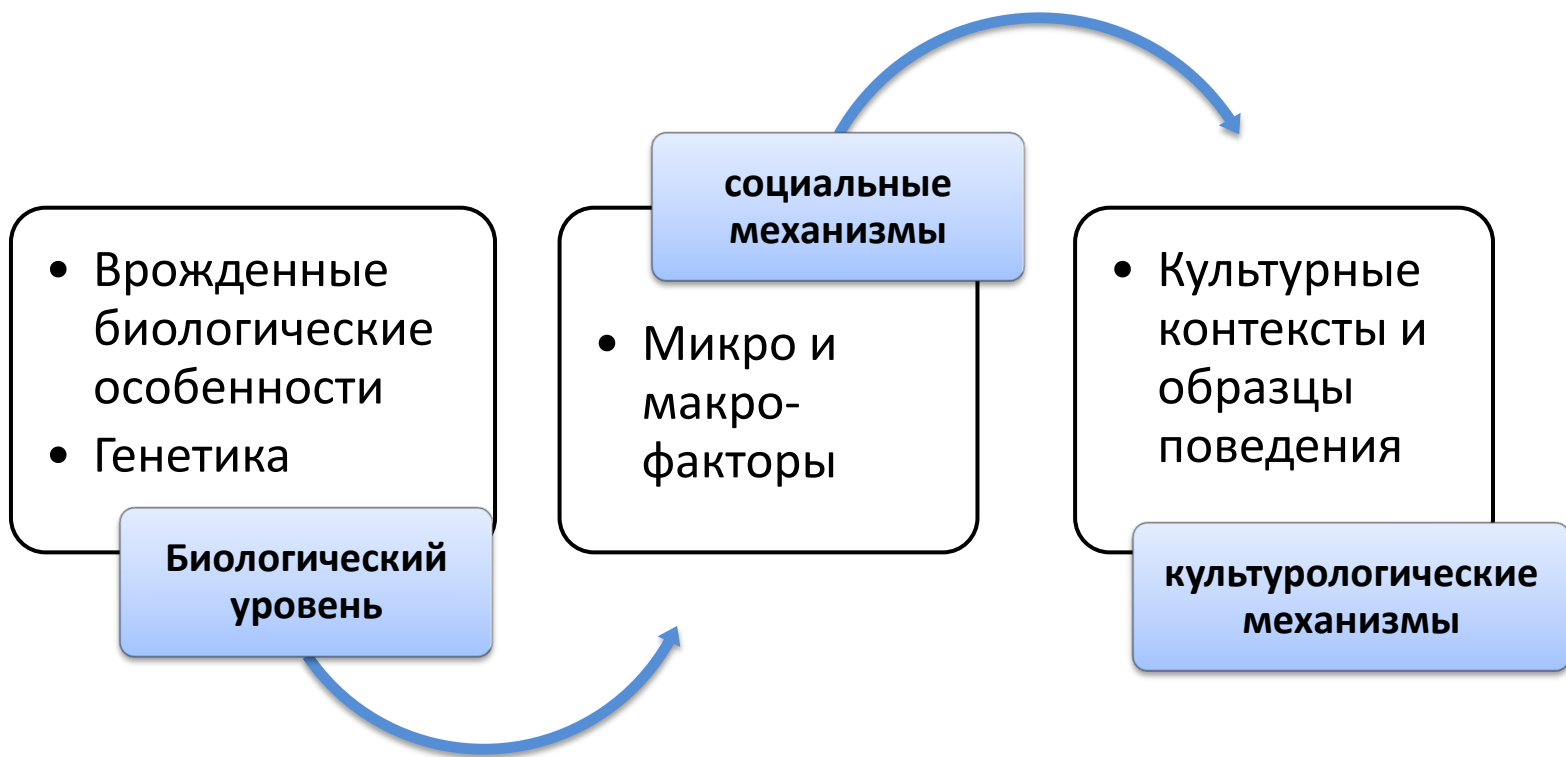 • Врожденные
биологические
особенности
• Генетика
Биологический
уровень
социальные
механизмы
• Микро и
макро-
факторы
• Культурные
контексты и
образцы
поведения
культурологические
механизмы